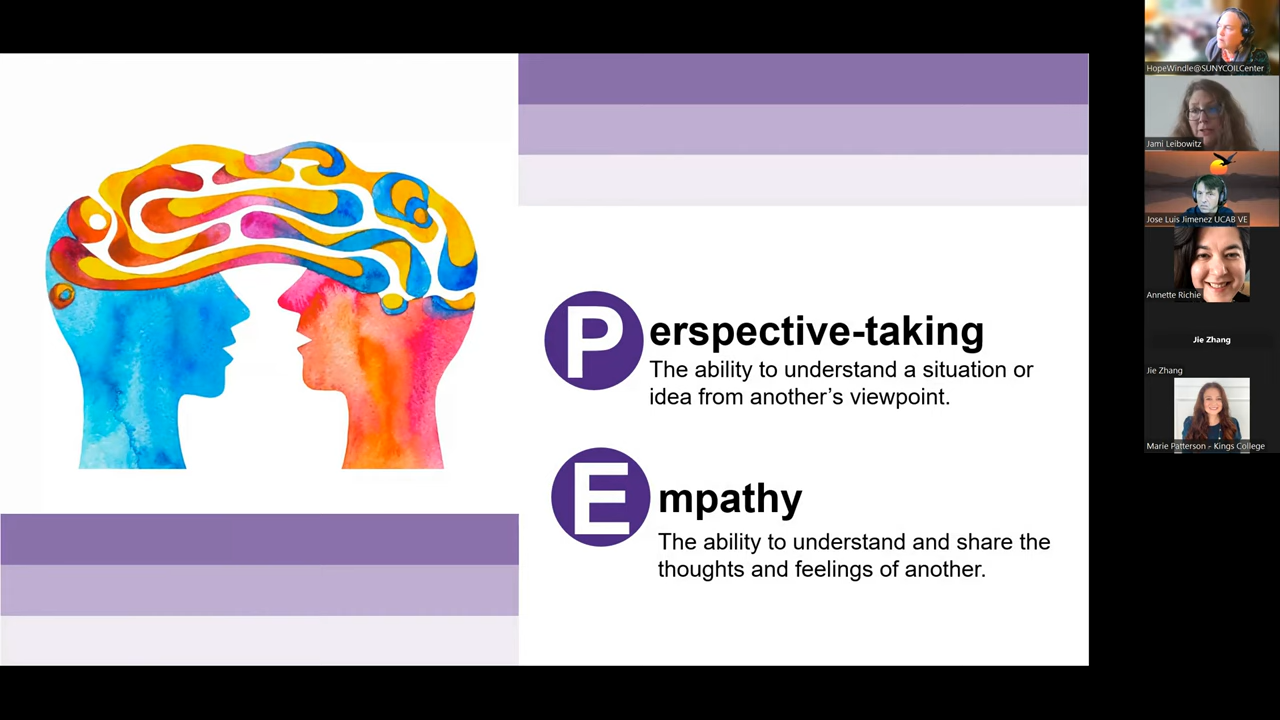 Perspective-taking
The ability to understand a situation or
idea from another's viewpoint.
Empathy
The ability to understand and share the
thoughts and feelings of another.
HopeWindle@SUNYCOILCenter
Jami Leibowitz
Jose Luis Jimenez UCAB VE
Annette Richie
Jie Zhang
Jie Zhang
Marie Patterson - Kings College